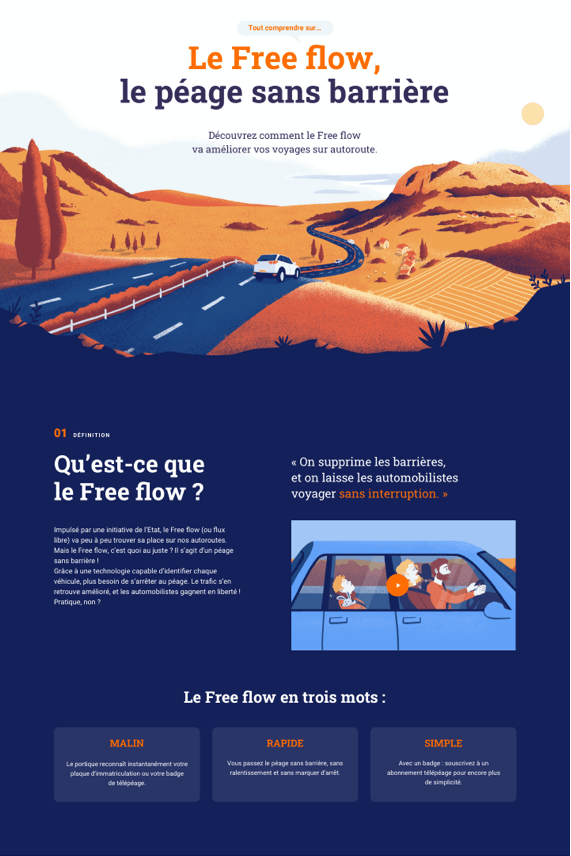 Tout comprendre sur...
Le Free flow,
le péage sans barrière
Découvrez comment le Free flow
va améliorer vos voyages sur autoroute.
01 DÉFINITION
Qu'est-ce que
le Free flow ?
Impulsé par une initiative de l'Etat, le Free flow (ou flux
libre) va peu à peu trouver sa place sur nos autoroutes.
Mais le Free flow, c'est quoi au juste ? Il s'agit d'un péage
sans barrière !
Grâce à une technologie capable d'identifier chaque
véhicule, plus besoin de s'arrêter au péage. Le trafic s'en
retrouve amélioré, et les automobilistes gagnent en liberté !
Pratique, non ?
« On supprime les barrières,
et on laisse les automobilistes
voyager sans interruption. »
Le Free flow en trois mots :
MALIN
Le portique reconnaît instantanément votre
plaque d'immatriculation ou votre badge
de télépéage.
RAPIDE
Vous passez le péage sans barrière, sans
ralentissement et sans marquer d'arrêt.
SIMPLE
Avec un badge : souscrivez à un
abonnement télépéage pour encore plus
de simplicité.